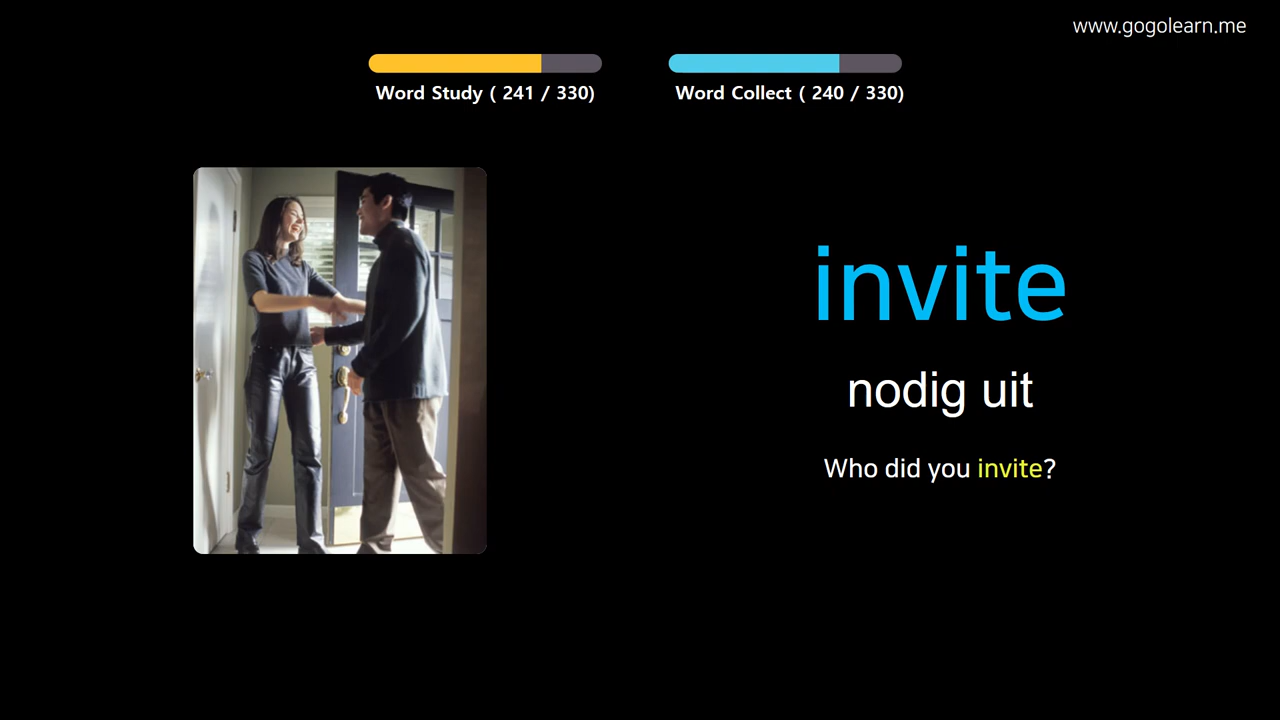 www.gogolearn.me
Word Study ( 241 / 330)
Word Collect ( 240 / 330)
invite
nodig uit
Who did you invite?